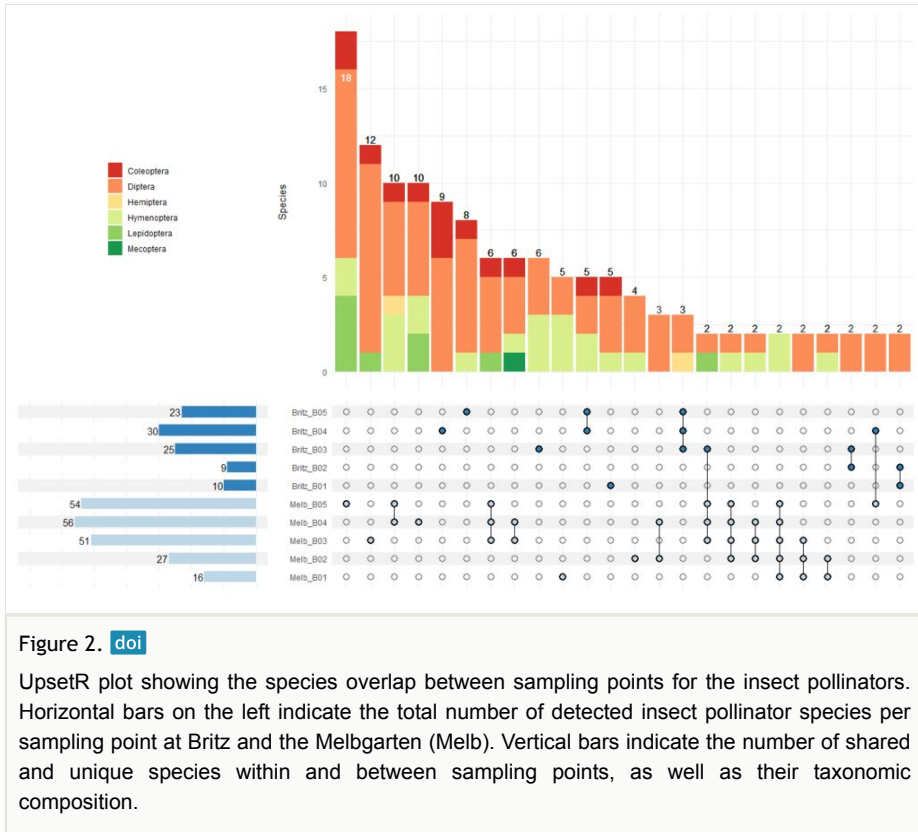 18
12
10
10
9
8
6
6
6
5
5
5
4
3
3
2
2
2
2
2
2
2
2
2
15
10
5
0
Species
Coleoptera
Diptera
Hemiptera
Hymenoptera
Lepidoptera
Mecoptera
23 Britz_B05
30 Britz_B04
25 Britz_B03
9 Britz_B02
10 Britz_B01
54 Melb_B05
56 Melb_B04
51 Melb_B03
27 Melb_B02
16 Melb_B01
Figure 2. doi
UpsetR plot showing the species overlap between sampling points for the insect pollinators.
Horizontal bars on the left indicate the total number of detected insect pollinator species per
sampling point at Britz and the Melbgarten (Melb). Vertical bars indicate the number of shared
and unique species within and between sampling points, as well as their taxonomic
composition.